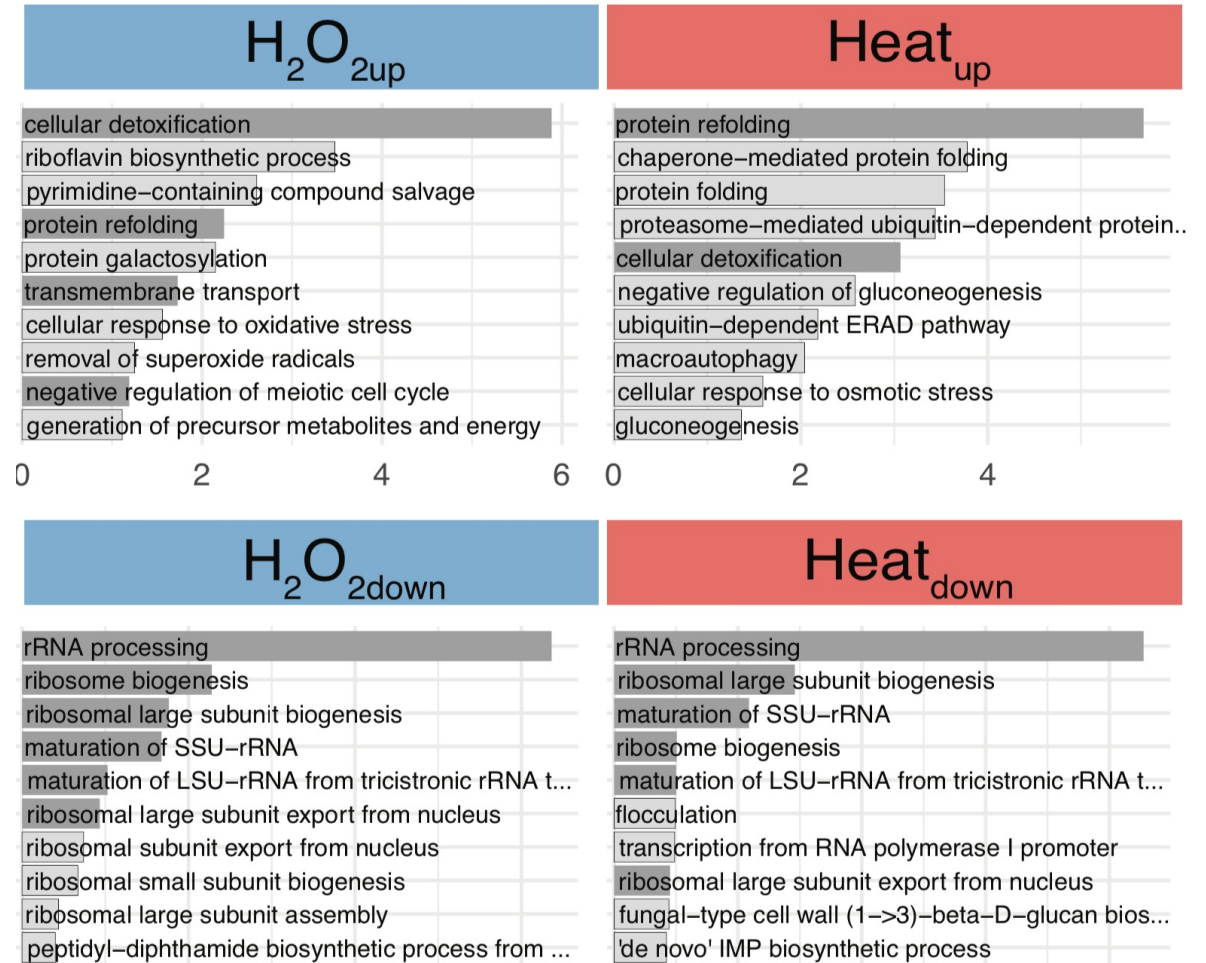 H2O2up
cellular detoxification
riboflavin biosynthetic process
pyrimidine−containing compound salvage
protein refolding
protein galactosylation
transmembrane transport
cellular response to oxidative stress
removal of superoxide radicals
negative regulation of meiotic cell cycle
generation of precursor metabolites and energy
0 2 4 6
Heatup
protein refolding
chaperone−mediated protein folding
protein folding
proteasome−mediated ubiquitin−dependent protein..
cellular detoxification
negative regulation of gluconeogenesis
ubiquitin−dependent ERAD pathway
macroautophagy
cellular response to osmotic stress
gluconeogenesis
0 2 4
H2O2down
rRNA processing
ribosome biogenesis
ribosomal large subunit biogenesis
maturation of SSU−rRNA
maturation of LSU−rRNA from tricistronic rRNA t...
ribosomal large subunit export from nucleus
ribosomal subunit export from nucleus
ribosomal small subunit biogenesis
ribosomal large subunit assembly
peptidyl−diphthamide biosynthetic process from ...
Heatdown
rRNA processing
ribosomal large subunit biogenesis
maturation of SSU−rRNA
ribosome biogenesis
maturation of LSU−rRNA from tricistronic rRNA t...
flocculation
transcription from RNA polymerase I promoter
ribosomal large subunit export from nucleus
fungal−type cell wall (1−>3)−beta−D−glucan bios...
'de novo' IMP biosynthetic process